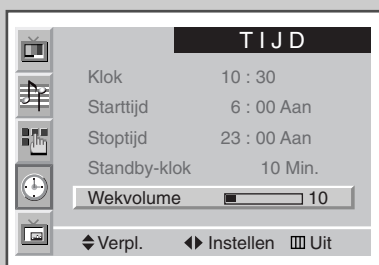 TIJD
Klok 10 : 30
Starttijd 6 : 00 Aan
Stoptijd 23 : 00 Aan
Standby-klok 10 Min.
Wekvolume 10
Verpl. Instellen Uit